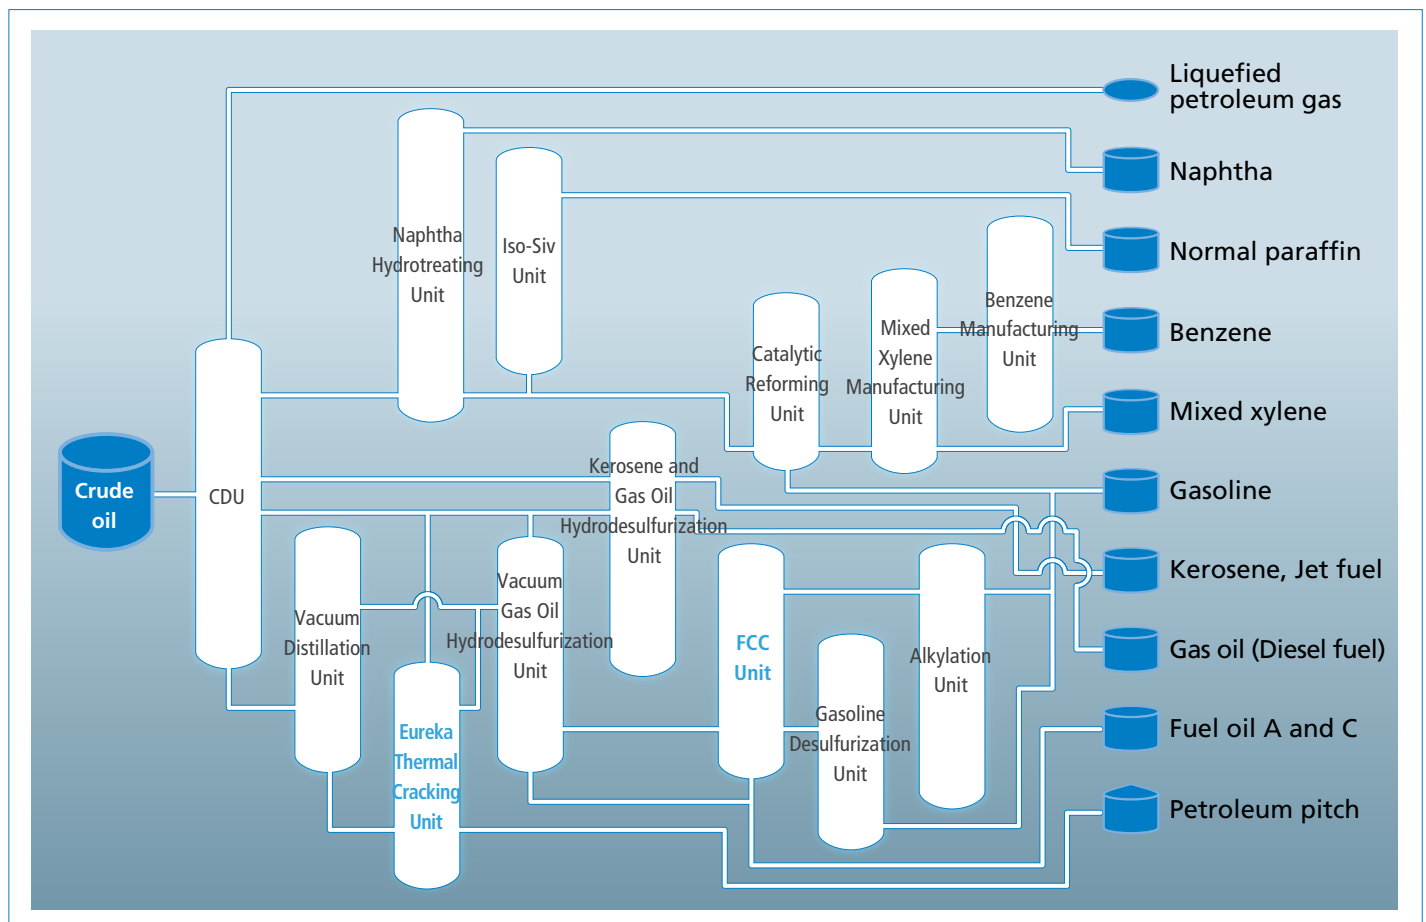 Liquefied
petroleum gas
Naphtha
Normal paraffin
Benzene
Mixed xylene
Gasoline
Kerosene, Jet fuel
Gas oil (Diesel fuel)
Fuel oil A and C
Petroleum pitch
Crude
oil
CDU
Naphtha
Hydrotreating
Unit
Iso-Siv
Unit
Catalytic
Reforming
Unit
Mixed
Xylene
Manufacturing
Unit
Benzene
Manufacturing
Unit
Kerosene and
Gas Oil
Hydrodesulfurization
Unit
Vacuum
Distillation
Unit
Eureka
Thermal
Cracking
Unit
Vacuum
Gas Oil
Hydrodesulfurization
Unit
FCC
Unit
Gasoline
Desulfurization
Unit
Alkylation
Unit